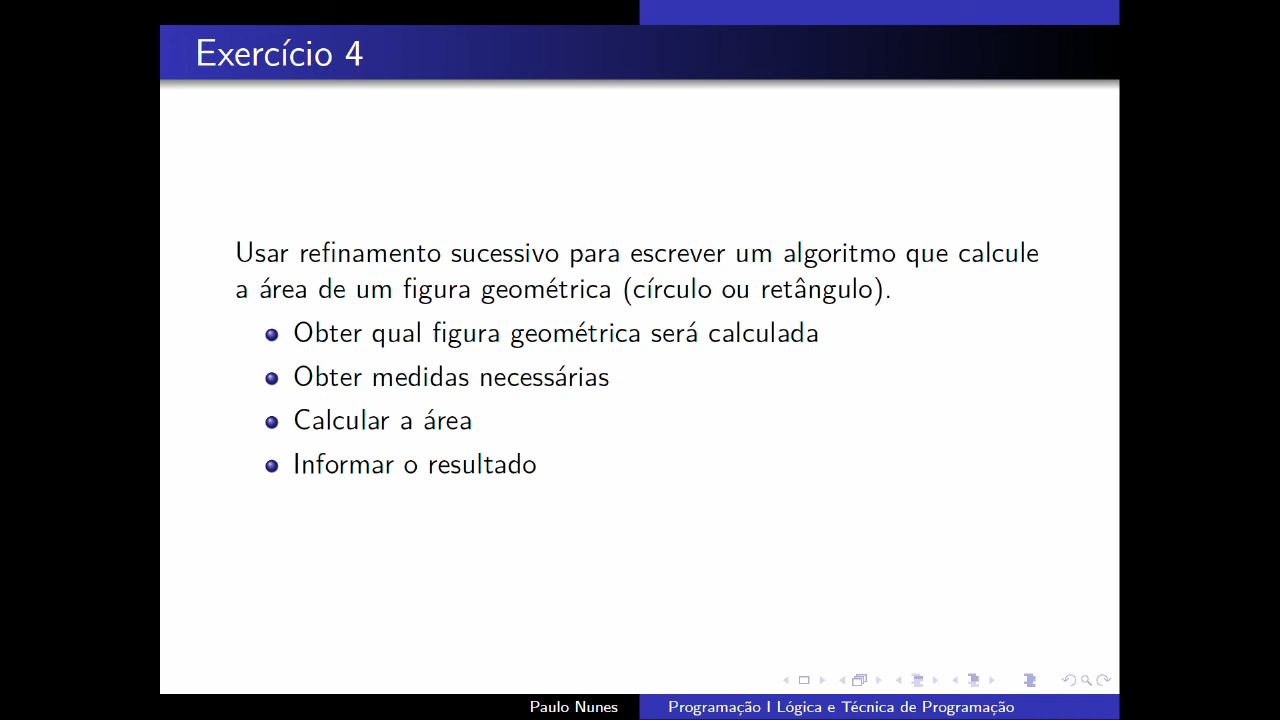 Exercício 4
Usar refinamento sucessivo para escrever um algoritmo que calcule
a área de um figura geométrica (círculo ou retângulo).
Obter qual figura geométrica será calculada
Obter medidas necessárias
Calcular a área
Informar o resultado
Paulo Nunes
Programação I Lógica e Técnica de Programação